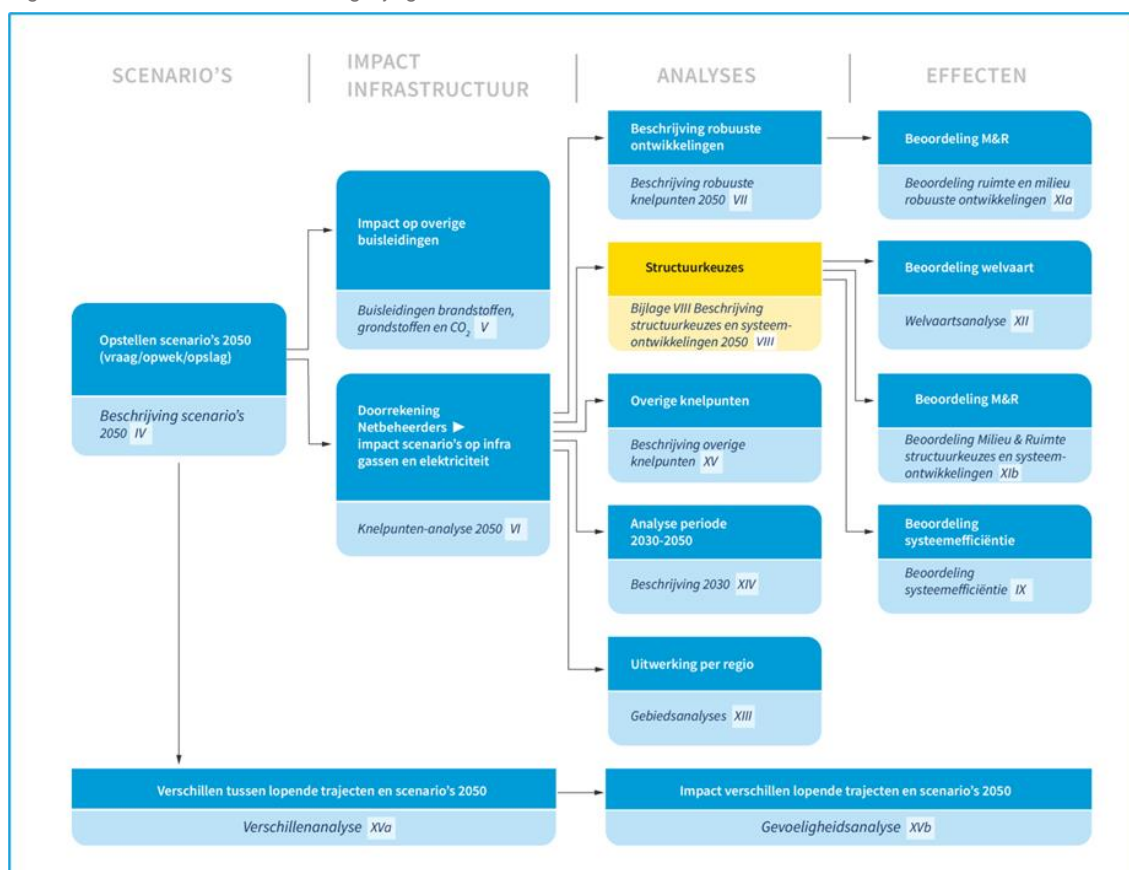 SCENARIO'S
IMPACT
INFRASTRUCTUUR
ANALYSES
EFFECTEN
Opstellen scenario's 2050
(vraag/opwek/opslag)
Beschrijving scenario's
2050 IV
Impact op overige
buisleidingen
Buisleidingen brandstoffen,
grondstoffen en CO₂ V
Doorrekening
Netbeheerders ▶
impact scenario's op infra
gassen en elektriciteit
Knelpunten-analyse 2050 VI
Beschrijving robuuste
ontwikkelingen
Beschrijving robuuste
knelpunten 2050 VII
Structuurkeuzes
Bijlage VIII Beschrijving
structuurkeuzes en systeem-
ontwikkelingen 2050 VIII
Overige knelpunten
Beschrijving overige
knelpunten XV
Analyse periode
2030-2050
Beschrijving 2030 XIV
Uitwerking per regio
Gebiedsanalyses XIII
Beoordeling M&R
Beoordeling ruimte en milieu
robuuste ontwikkelingen XIa
Beoordeling welvaart
Welvaartsanalyse XII
Beoordeling M&R
Beoordeling Milieu & Ruimte
structuurkeuzes en systeem-
ontwikkelingen XIb
Beoordeling
systeemefficiëntie
Beoordeling
systeemefficiëntie IX
Verschillen tussen lopende trajecten en scenario's 2050
Verschillenanalyse XVa
Impact verschillen lopende trajecten en scenario's 2050
Gevoeligheidsanalyse XVb